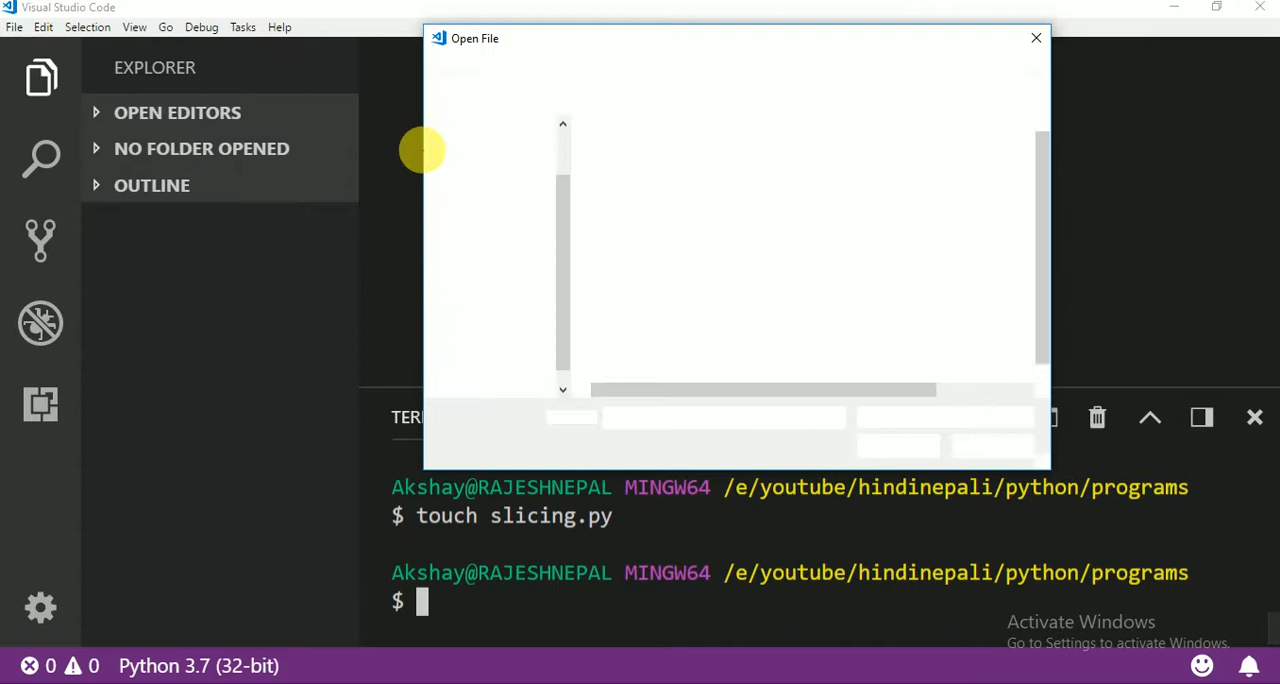 Visual Studio Code
File Edit Selection View Go Debug Tasks Help
Open File
EXPLORER
OPEN EDITORS
NO FOLDER OPENED
OUTLINE
TER
Akshay@RAJESHNEPAL MINGW64 /e/youtube/hindinepali/python/programs
$ touch slicing.py
Akshay@RAJESHNEPAL MINGW64 /e/youtube/hindinepali/python/programs
$
Activate Windows
Go to Settings to activate Windows.
0 0 Python 3.7 (32-bit)